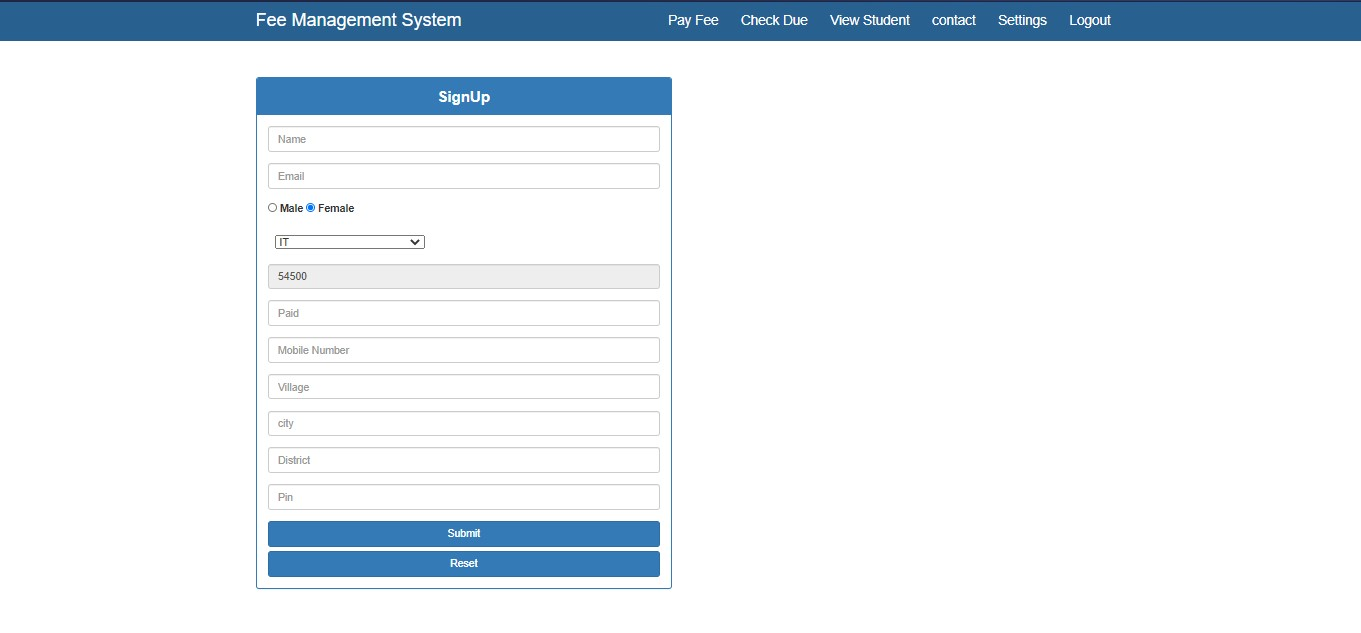 Fee Management System Pay Fee Check Due View Student contact Settings Logout
SignUp
Name
Email
Male Female
IT
54500
Paid
Mobile Number
Village
city
District
Pin
Submit
Reset